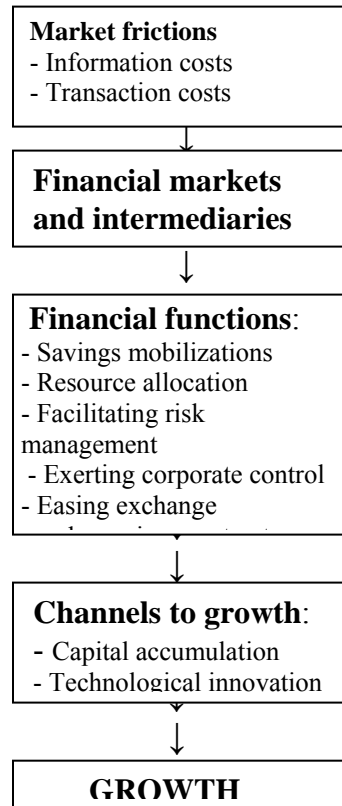 Market frictions
- Information costs
- Transaction costs
↓
Financial markets
and intermediaries
↓
Financial functions:
- Savings mobilizations
- Resource allocation
- Facilitating risk
management
- Exerting corporate control
- Easing exchange
↓
Channels to growth:
- Capital accumulation
- Technological innovation
↓
GROWTH